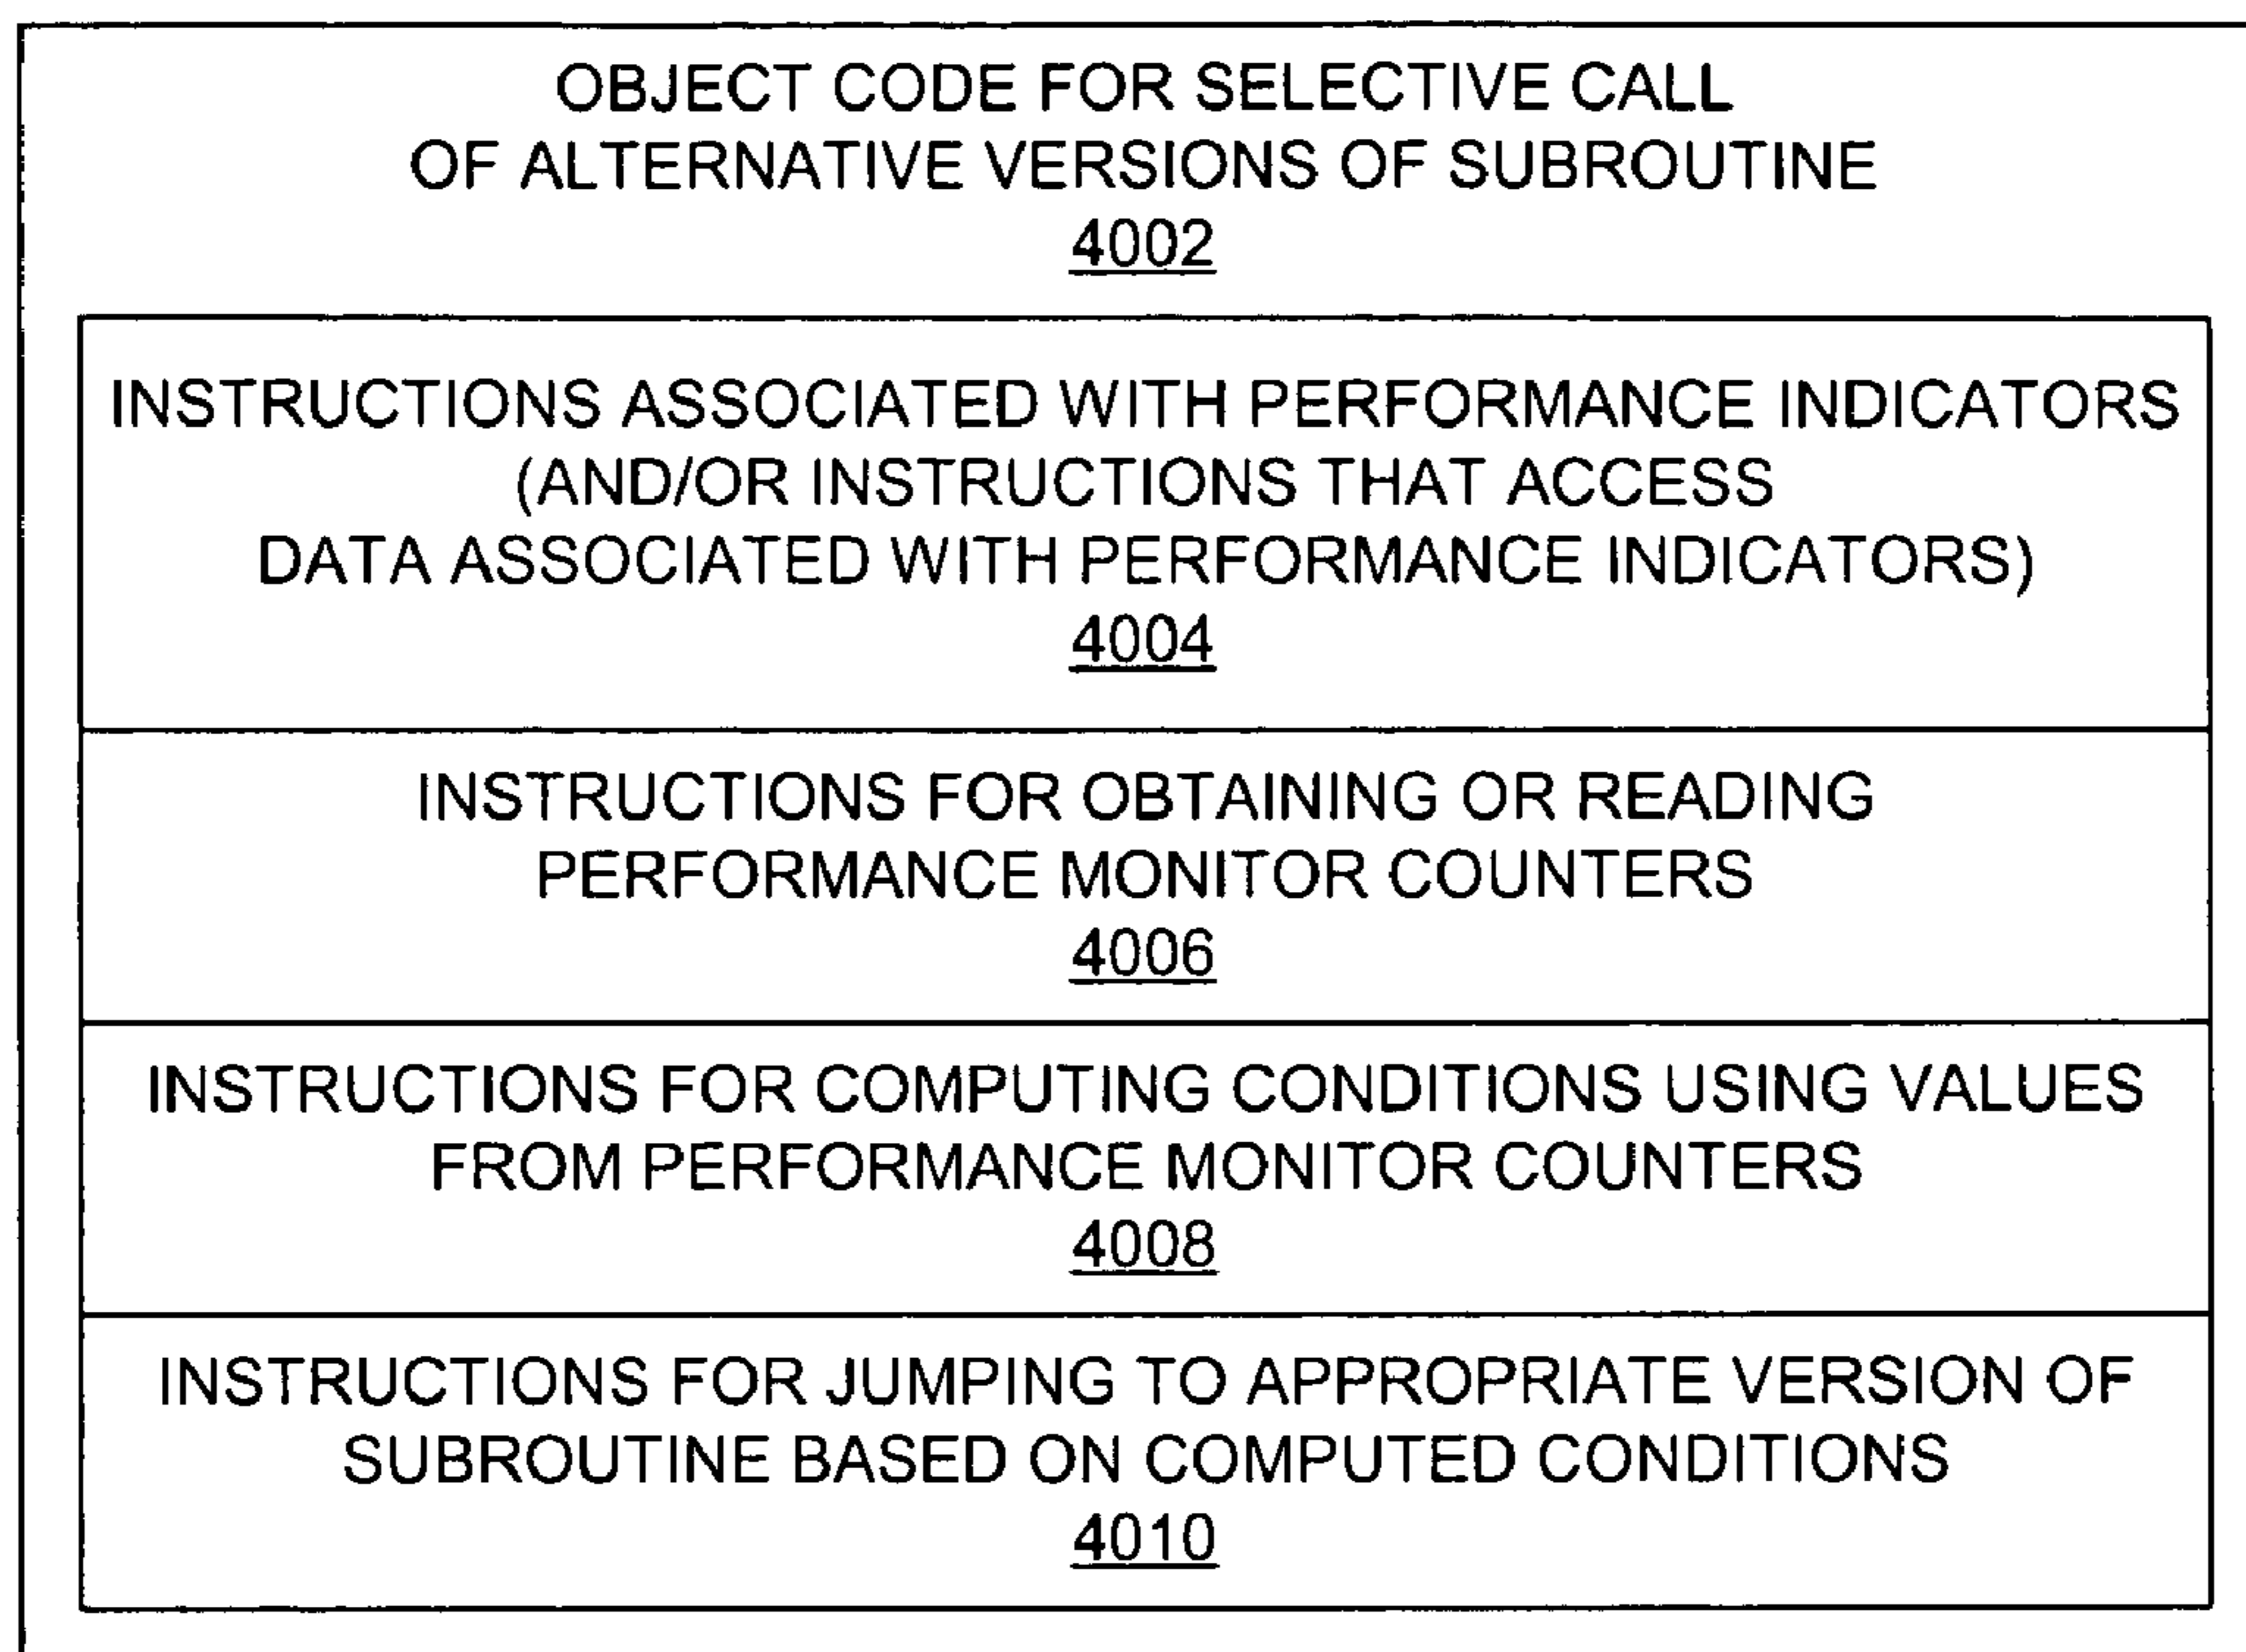 OBJECT CODE FOR SELECTIVE CALL
OF ALTERNATIVE VERSIONS OF SUBROUTINE
4002
INSTRUCTIONS ASSOCIATED WITH PERFORMANCE INDICATORS
(AND/OR INSTRUCTIONS THAT ACCESS
DATA ASSOCIATED WITH PERFORMANCE INDICATORS)
4004
INSTRUCTIONS FOR OBTAINING OR READING
PERFORMANCE MONITOR COUNTERS
4006
INSTRUCTIONS FOR COMPUTING CONDITIONS USING VALUES
FROM PERFORMANCE MONITOR COUNTERS
4008
INSTRUCTIONS FOR JUMPING TO APPROPRIATE VERSION OF
SUBROUTINE BASED ON COMPUTED CONDITIONS
4010